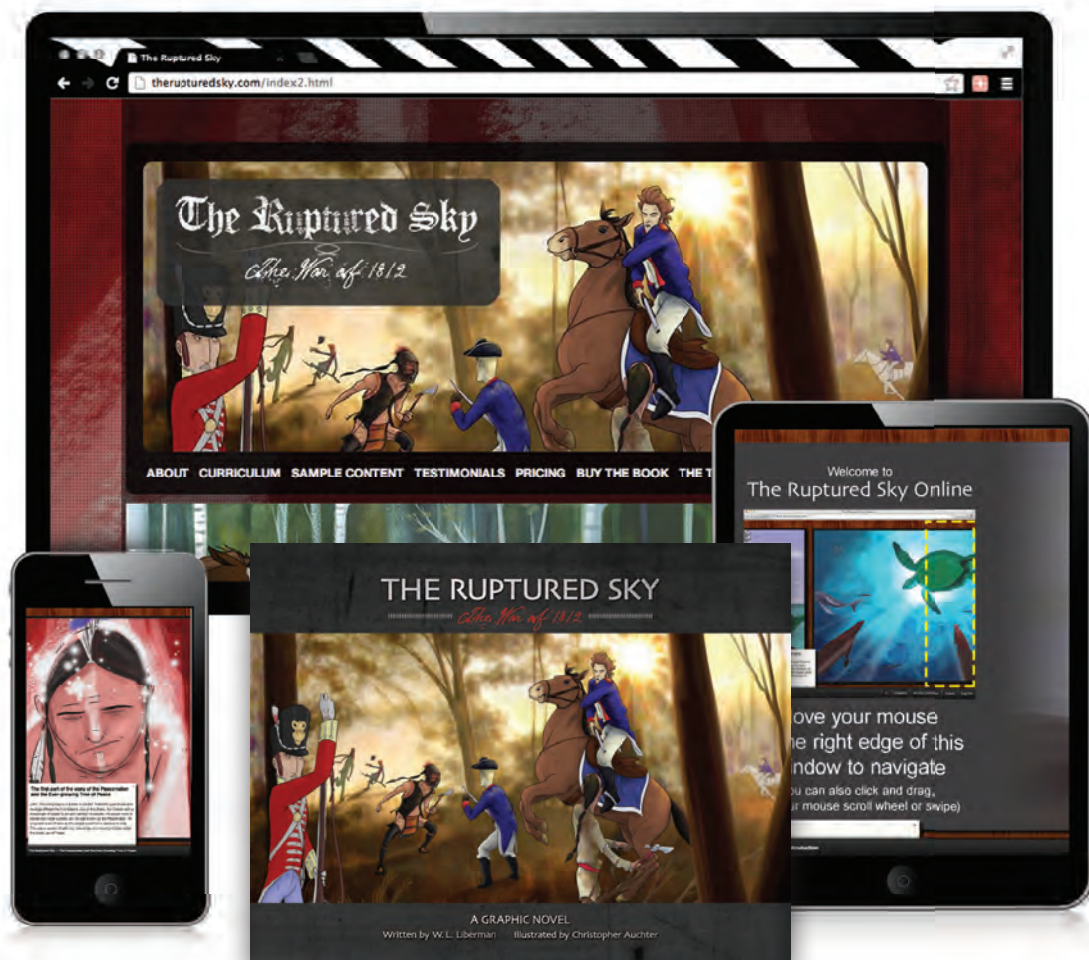 The Ruptured Sky
therupturedsky.com/index2.html
The Ruptured Sky
The War of 1812
ABOUT CURRICULUM SAMPLE CONTENT TESTIMONIALS PRICING BUY THE BOOK THE T
Welcome to
The Ruptured Sky Online
ove your mouse
e right edge of this
ndow to navigate
ou can also click and drag,
r mouse scroll wheel or swipe)
The first part of the story of the Peacemaker
and the Ever-growing Tree of Peace
THE RUPTURED SKY
The War of 1812
A GRAPHIC NOVEL
Written by W. L. Liberman Illustrated by Christopher Auchter